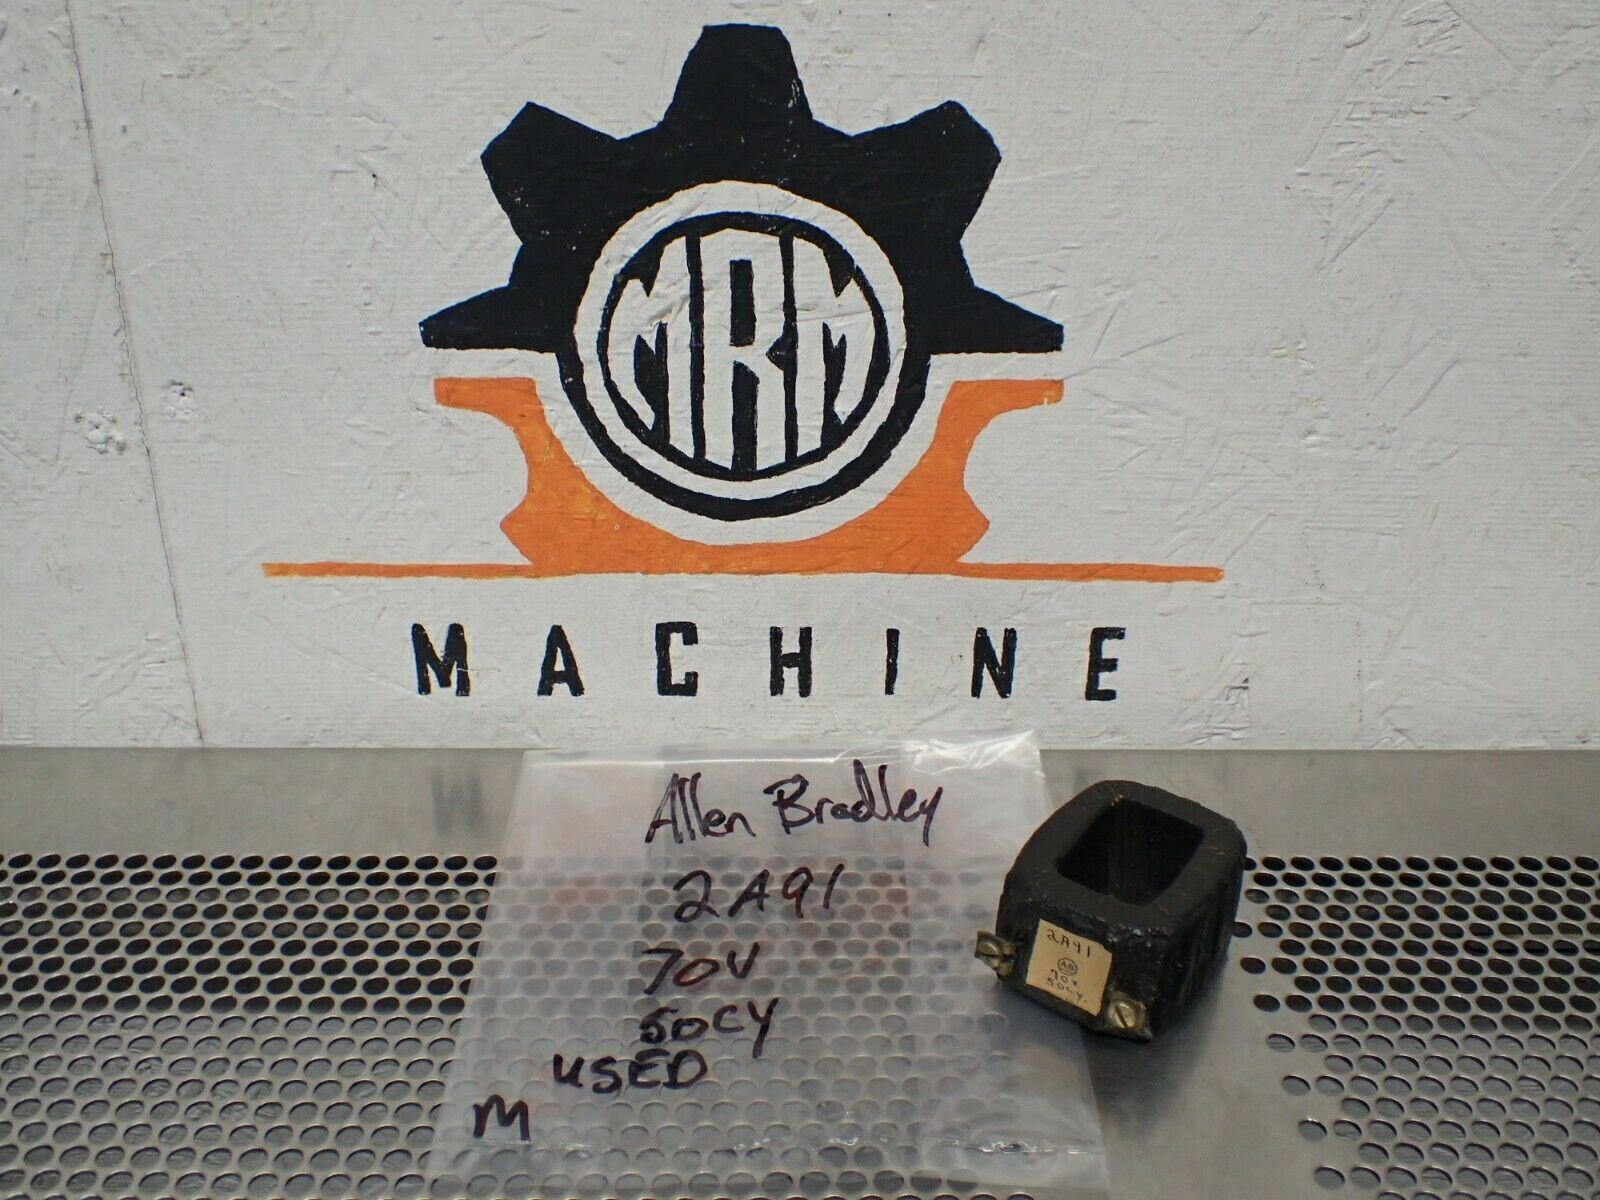 MRM
MACHINE
Allen Bradley
2A91
70V
50CY
USED
M
2A91
AB
70V.
50CY.